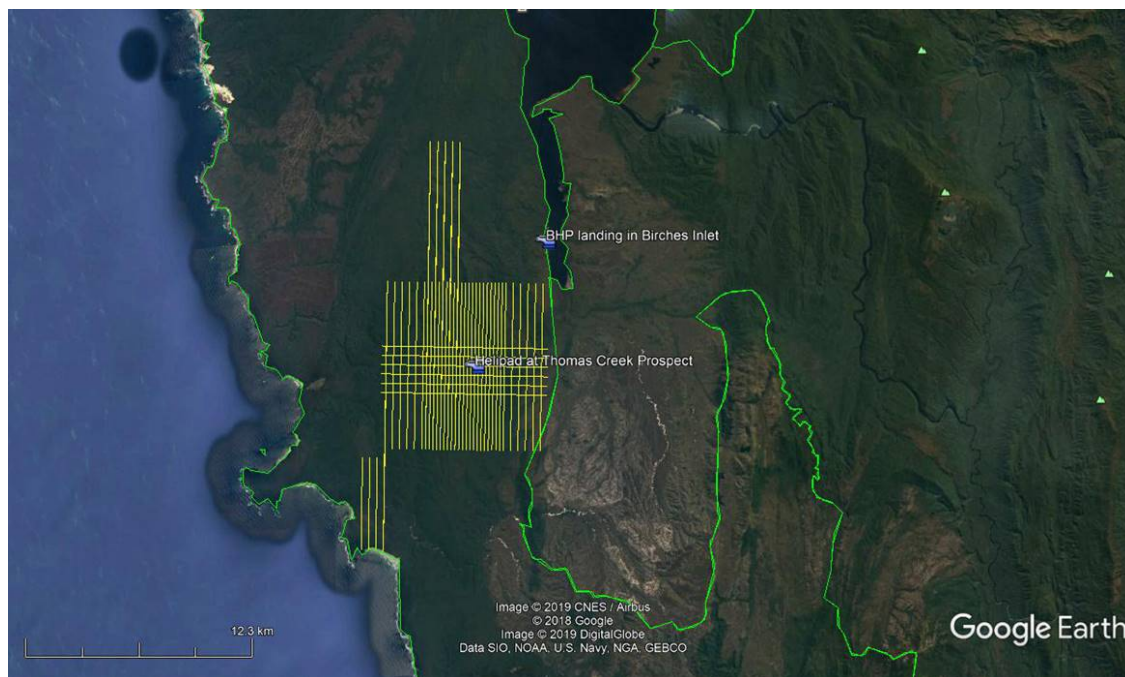 BHP landing in Birches Inlet
Helipad at Thomas Creek Prospect
Image © 2019 CNES / Airbus
© 2018 Google
Image © 2019 DigitalGlobe
Data SIO, NOAA, U.S. Navy, NGA, GEBCO
12.3 km
Google Earth